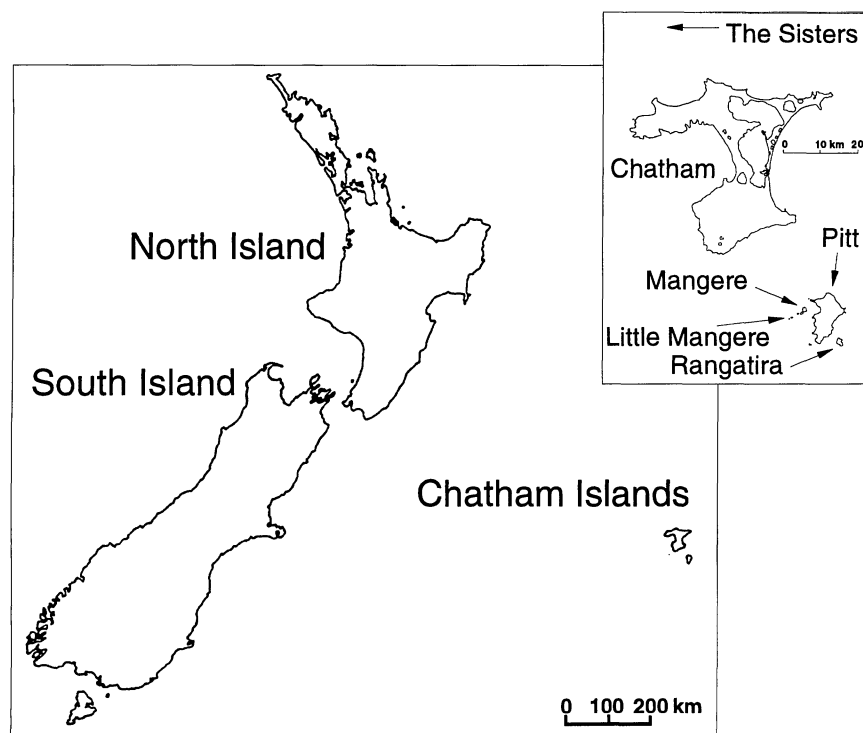 The Sisters
0 10 km 20
Chatham
Pitt
Mangere
Little Mangere
Rangatira
North Island
South Island
Chatham Islands
0 100 200 km